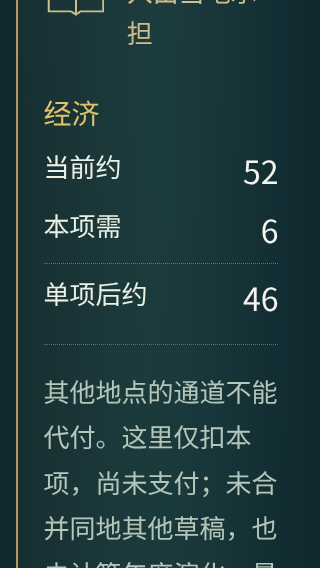 担
经济
当前约 52
本项需 6
单项后约 46
其他地点的通道不能
代付。这里仅扣本
项，尚未支付；未合
并同地其他草稿，也